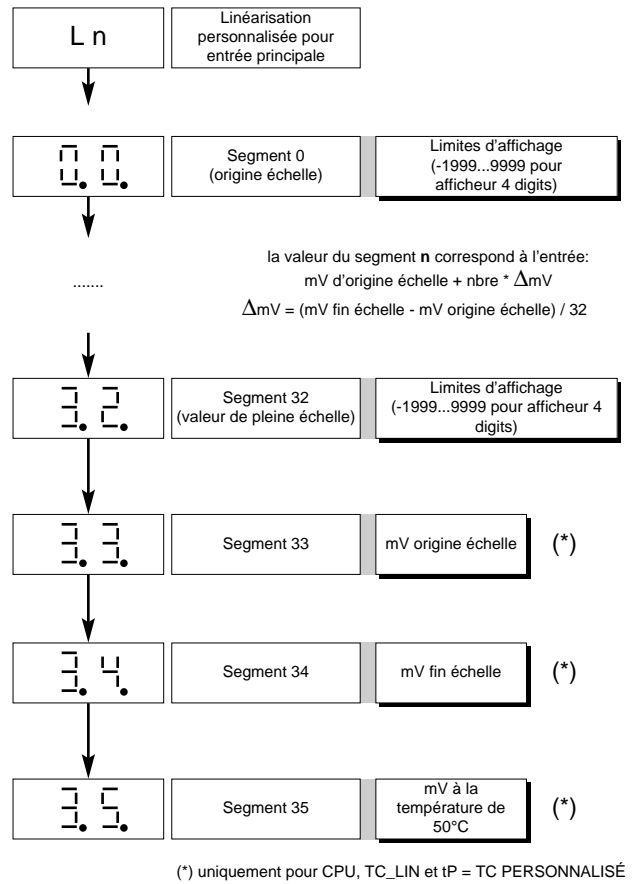 Ln
Linéarisation
personnalisée pour
entrée principale
0.0.
Segment 0
(origine échelle)
Limites d'affichage
(-1999...9999 pour
afficheur 4 digits)
.......
la valeur du segment n correspond à l'entrée:
mV d'origine échelle + nbre * ΔmV
ΔmV = (mV fin échelle - mV origine échelle) / 32
3.2.
Segment 32
(valeur de pleine échelle)
Limites d'affichage
(-1999...9999 pour afficheur 4
digits)
3.3.
Segment 33
mV origine échelle
(*)
3.4.
Segment 34
mV fin échelle
(*)
3.5.
Segment 35
mV à la
température de
50°C
(*)
(*) uniquement pour CPU, TC_LIN et tP = TC PERSONNALISÉ